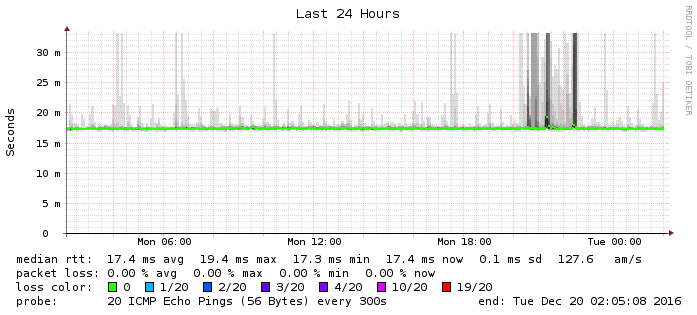 Last 24 Hours
RRDTOOL / TOBI OETIKER
Seconds
30 m
25 m
20 m
15 m
10 m
5 m
0
Mon 06:00 Mon 12:00 Mon 18:00 Tue 00:00
median rtt: 17.4 ms avg 19.4 ms max 17.3 ms min 17.4 ms now 0.1 ms sd 127.6 am/s
packet loss: 0.00 % avg 0.00 % max 0.00 % min 0.00 % now
loss color: 0 1/20 2/20 3/20 4/20 10/20 19/20
probe: 20 ICMP Echo Pings (56 Bytes) every 300s end: Tue Dec 20 02:05:08 2016